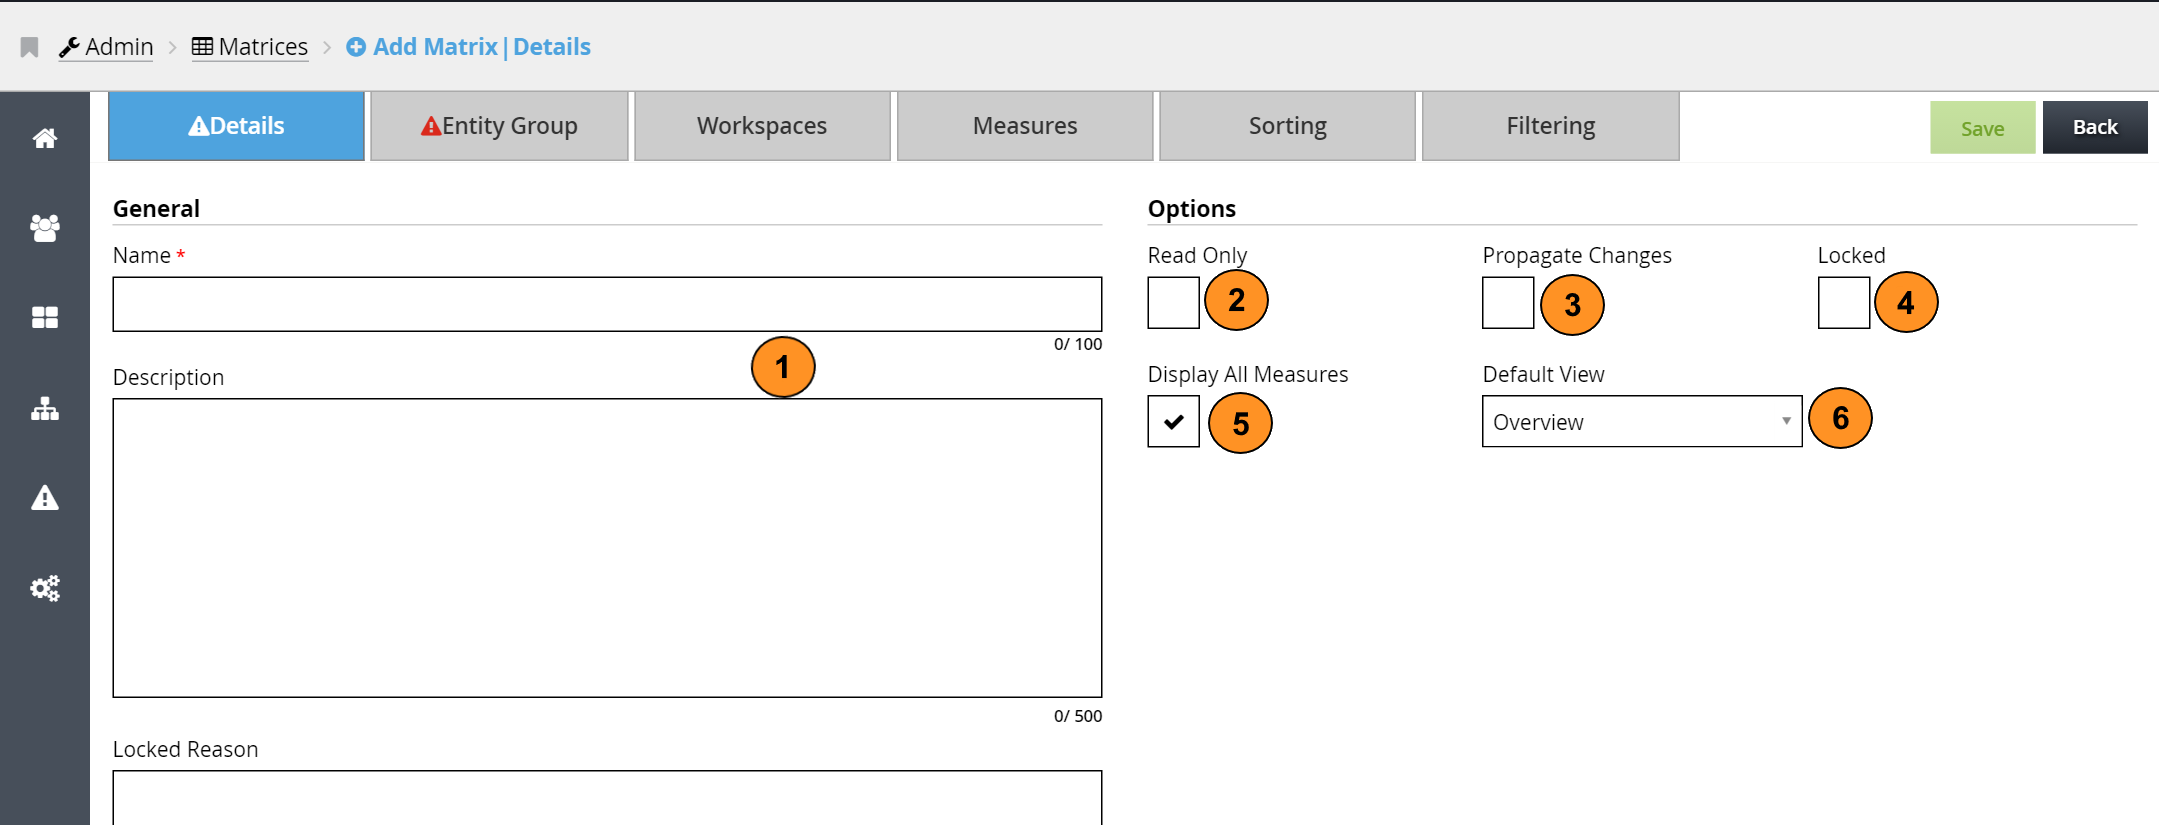 Admin > Matrices > Add Matrix|Details
Details Entity Group Workspaces Measures Sorting Filtering Save Back
General
Name *
0/ 100
1
Description
0/ 500
Locked Reason
Options
Read Only Propagate Changes Locked
2 3 4
Display All Measures Default View
5 Overview 6